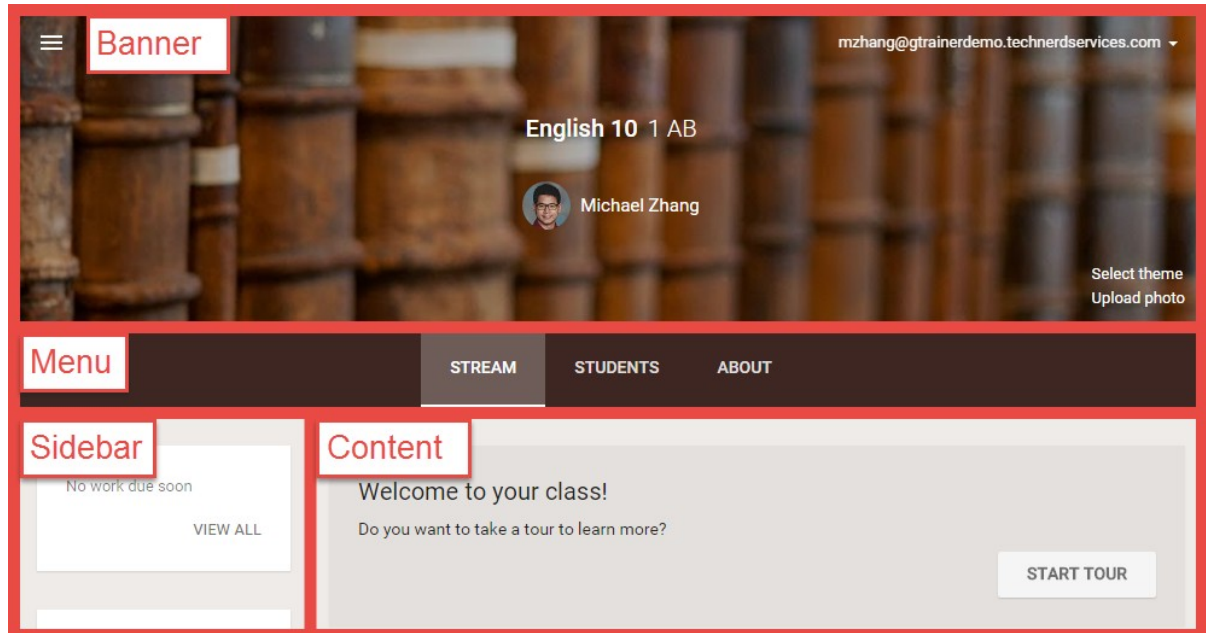 Banner
mzhang@gtrainerdemo.technerdservices.com
English 10 1 AB
Michael Zhang
Select theme
Upload photo
Menu
STREAM STUDENTS ABOUT
Sidebar
No work due soon
VIEW ALL
Content
Welcome to your class!
Do you want to take a tour to learn more?
START TOUR